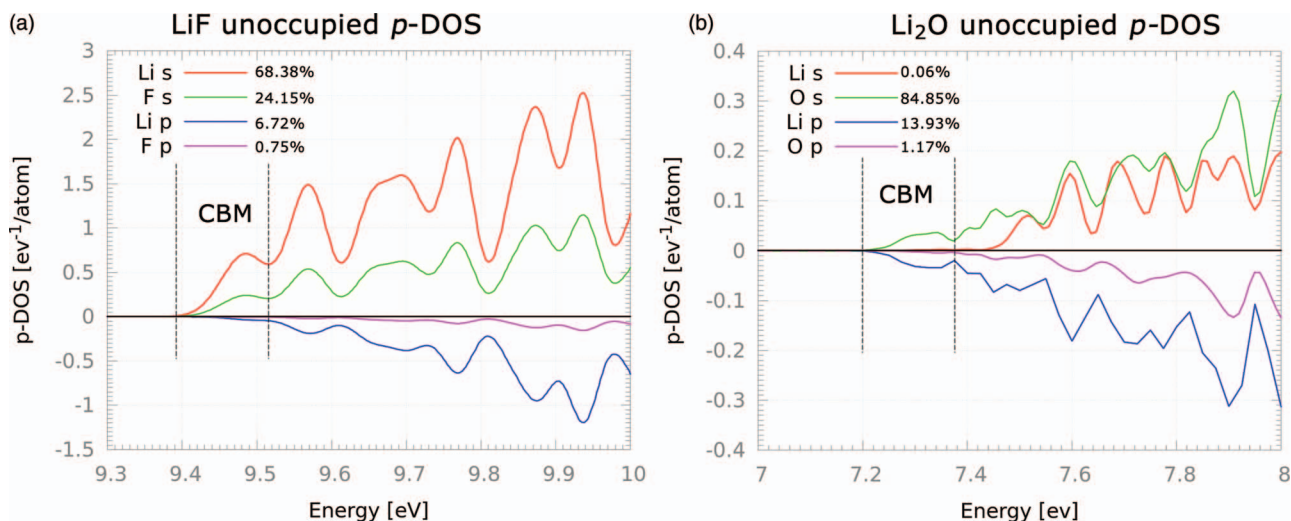 (a) LiF unoccupied p-DOS
p-DOS [ev⁻¹/atom]
3
2.5
2
1.5
1
0.5
0
-0.5
-1
-1.5
Li s 68.38%
F s 24.15%
Li p 6.72%
F p 0.75%
CBM
9.3 9.4 9.5 9.6 9.7 9.8 9.9 10
Energy [eV]
(b) Li₂O unoccupied p-DOS
p-DOS [ev⁻¹/atom]
0.4
0.3
0.2
0.1
0
-0.1
-0.2
-0.3
-0.4
Li s 0.06%
O s 84.85%
Li p 13.93%
O p 1.17%
CBM
7 7.2 7.4 7.6 7.8 8
Energy [ev]